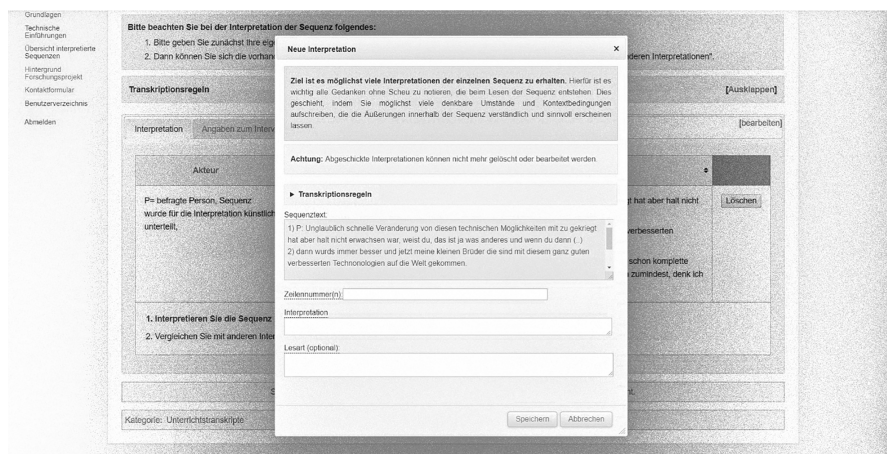 Grundlagen
Technische
Einführungen
Übersicht interpretierte
Sequenzen
Hintergrund
Forschungsprojekt
Kontaktformular
Benutzerverzeichnis
Abmelden
Bitte beachten Sie bei der Interpretation der Sequenz folgendes:
1. Bitte geben Sie zunächst Ihre eig
2. Dann können Sie sich die vorhan
deren Interpretationen".
Transkriptionsregeln
[Ausklappen]
Interpretation
Angaben zum Interv
[bearbeiten]
Akteur
P= befragte Person, Sequenz
wurde für die Interpretation künstlich
unterteilt,
gt hat aber halt nicht
Löschen
verbesserten
schon komplette
zumindest, denk ich
1. Interpretieren Sie die Sequenz
2. Vergleichen Sie mit anderen Inter
Kategorie: Unterrichtstranskripte
Neue Interpretation
×
Ziel ist es möglichst viele Interpretationen der einzelnen Sequenz zu erhalten. Hierfür ist es
wichtig alle Gedanken ohne Scheu zu notieren, die beim Lesen der Sequenz entstehen. Dies
geschieht, indem Sie möglichst viele denkbare Umstände und Kontextbedingungen
aufschreiben, die die Äußerungen innerhalb der Sequenz verständlich und sinnvoll erscheinen
lassen.
Achtung: Abgeschickte Interpretationen können nicht mehr gelöscht oder bearbeitet werden
► Transkriptionsregeln
Sequenztext:
1) P: Unglaublich schnelle Veränderung von diesen technischen Möglichkeiten mit zu gekriegt
hat aber halt nicht erwachsen war, weist du, das ist ja was anderes und wenn du dann (..)
2) dann wurds immer besser und jetzt meine kleinen Brüder die sind mit diesem ganz guten
verbesserten Technonologien auf die Welt gekommen.
Zeilennummer(n):
Interpretation
Lesart (optional):
Speichern
Abbrechen